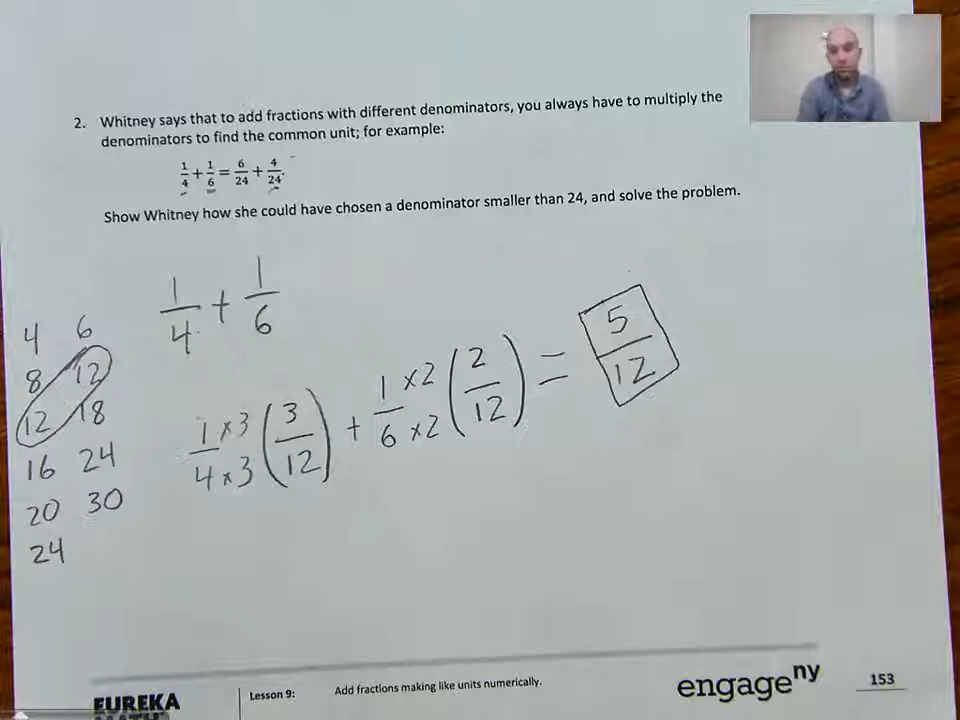 2. Whitney says that to add fractions with different denominators, you always have to multiply the
denominators to find the common unit; for example:
1/4 + 1/6 = 6/24 + 4/24.
Show Whitney how she could have chosen a denominator smaller than 24, and solve the problem.
1/4 + 1/6
4 6
8 12
12 18
16 24
20 30
24
1×3/4×3 (3/12) + 1×2/6×2 (2/12) = 5/12
EUREKA
MATH
Lesson 9: Add fractions making like units numerically.
engageny
153